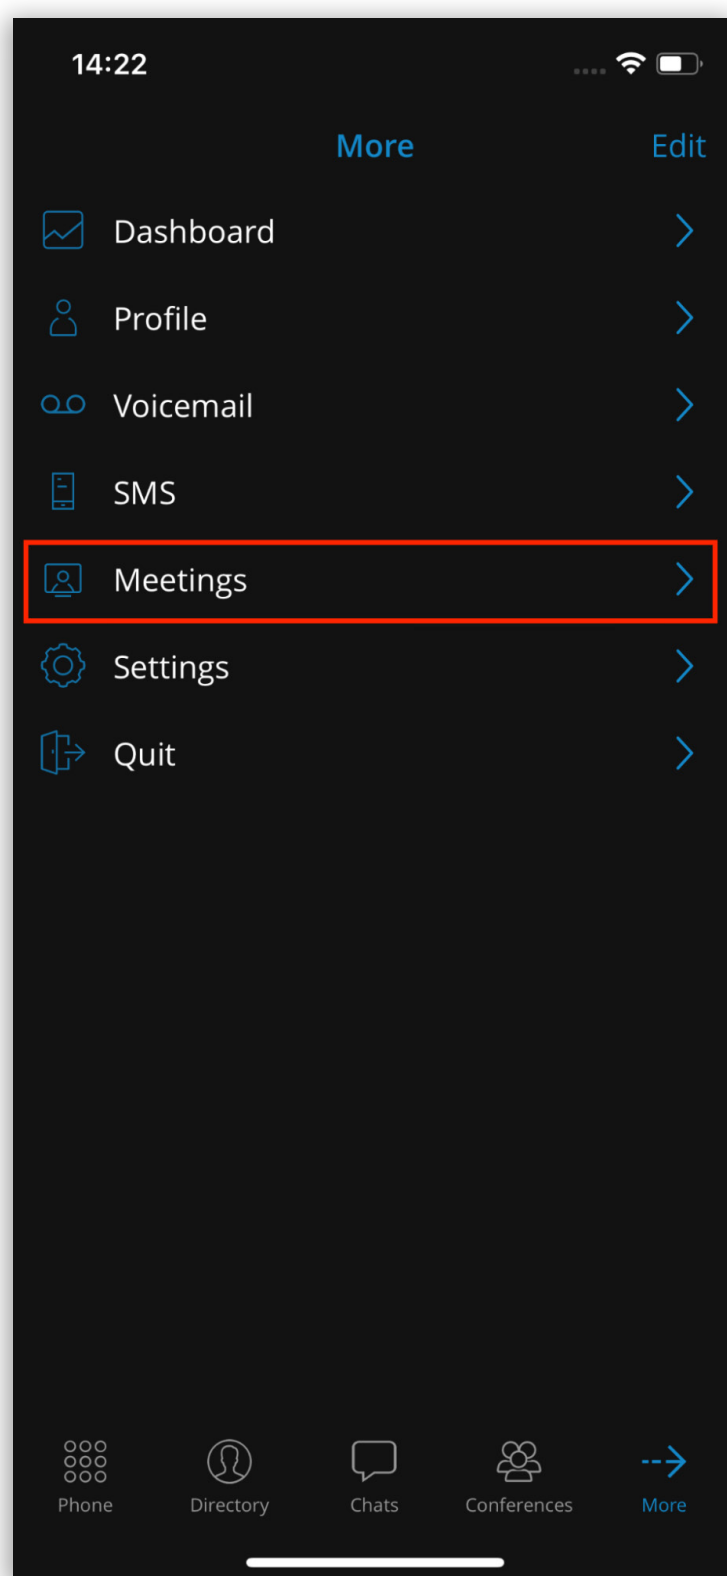 14:22
More Edit
Dashboard
Profile
Voicemail
SMS
Meetings
Settings
Quit
Phone Directory Chats Conferences More